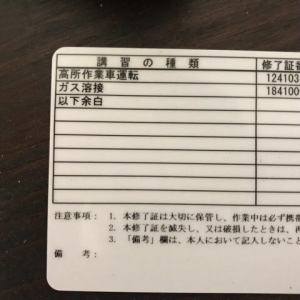 講習の種類 修了証番
高所作業車運転 124103
ガス溶接 184100
以下余白
注意事項： 1. 本修了証は大切に保管し、作業中は必ず携帯
2. 本修了証を滅失し、又は破損したときは、再
3. 「備考」欄は、本人において記入しないこと
備考：